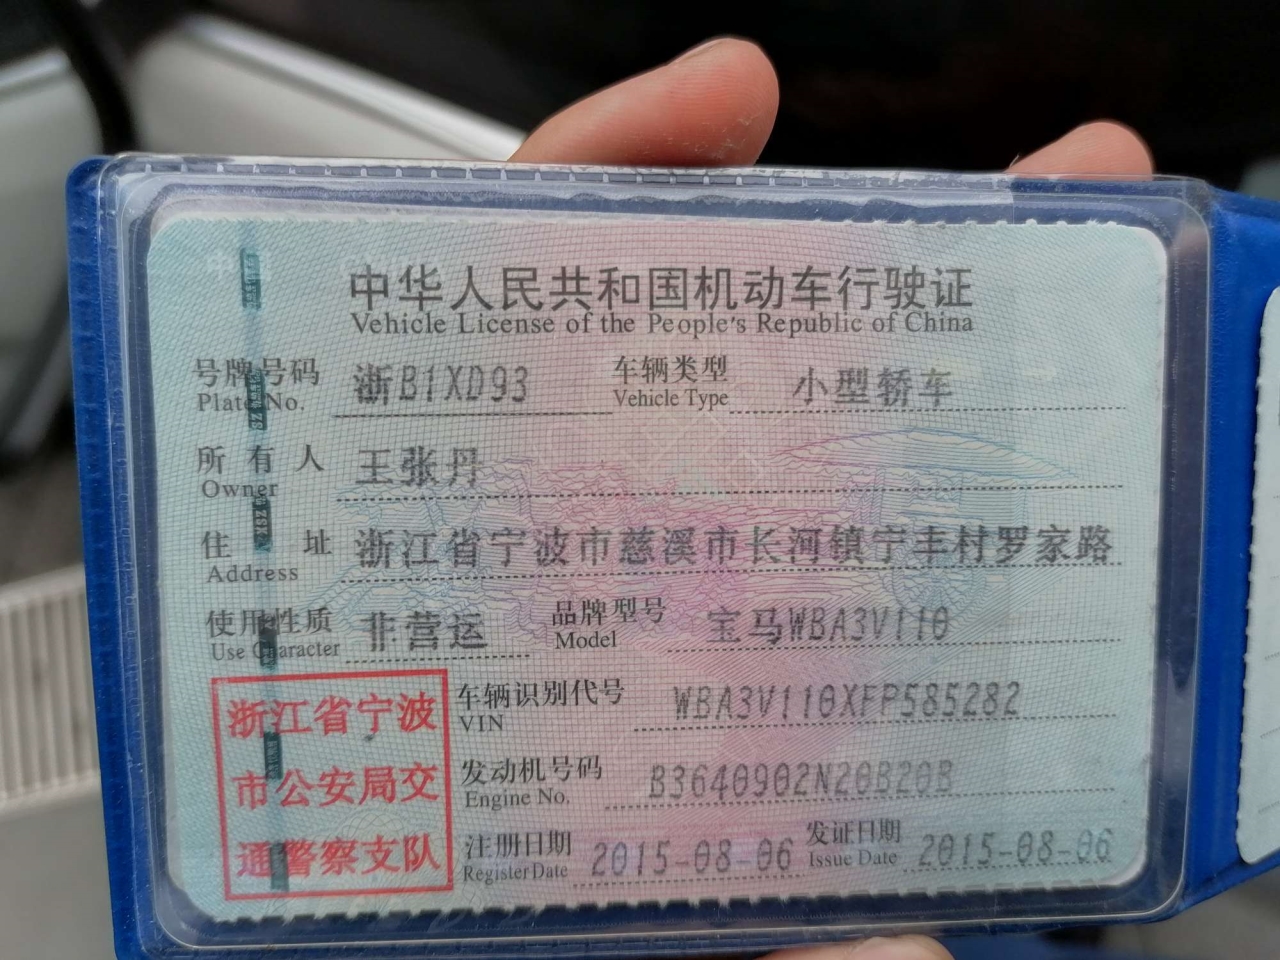 中华人民共和国机动车行驶证
Vehicle License of the People's Republic of China
号牌号码 浙B1XD93 车辆类型 小型轿车
Plate No. Vehicle Type
所有人 王张丹
Owner
住址 浙江省宁波市慈溪市长河镇宁丰村罗家路
Address
使用性质 非营运 品牌型号 宝马WBA3V110
Use Character Model
浙江省宁波
市公安局交
通警察支队
车辆识别代号 WBA3V110XFP585282
VIN
发动机号码 B3640902N20B20B
Engine No.
注册日期 2015-08-06 发证日期 2015-08-06
Register Date Issue Date